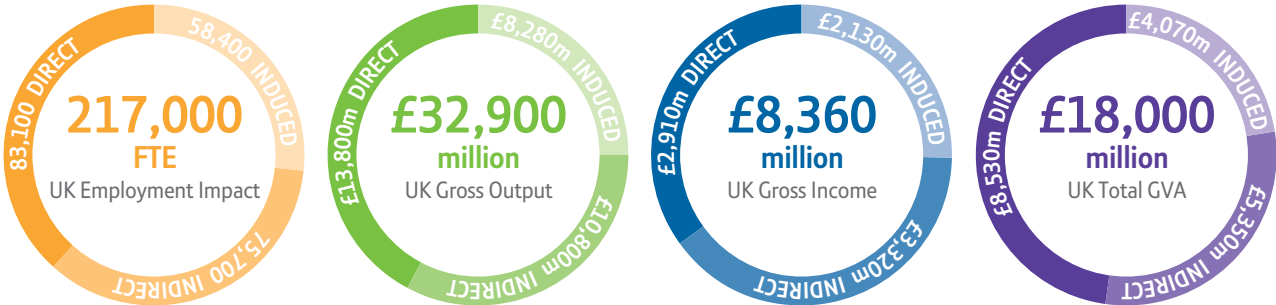 83,100 DIRECT
58,400 INDUCED
75,700 INDIRECT
217,000
FTE
UK Employment Impact
£13,800m DIRECT
£8,280m INDUCED
£10,800m INDIRECT
£32,900
million
UK Gross Output
£2,910m DIRECT
£2,130m INDUCED
£3,320m INDIRECT
£8,360
million
UK Gross Income
£8,530m DIRECT
£4,070m INDUCED
£5,350m INDIRECT
£18,000
million
UK Total GVA